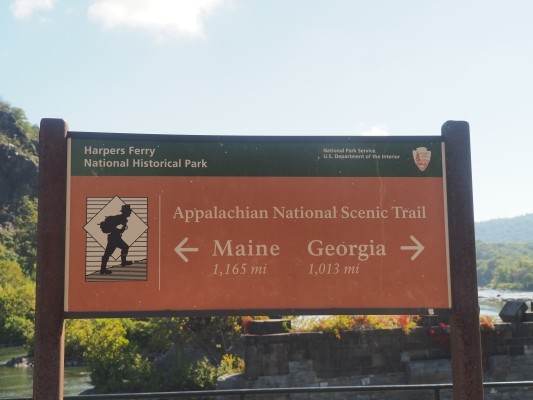 Harpers Ferry
National Historical Park
National Park Service
U.S. Department of the Interior
Appalachian National Scenic Trail
Maine Georgia
1,165 mi 1,013 mi